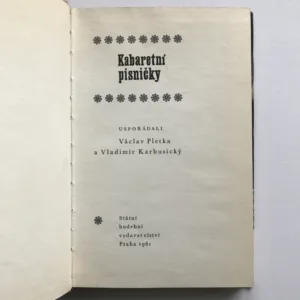 Kabaretní
písničky
USPOŘÁDALI
Václav Pletka
a Vladimír Karbusický
Státní
hudební
vydavatelství
Praha 1961